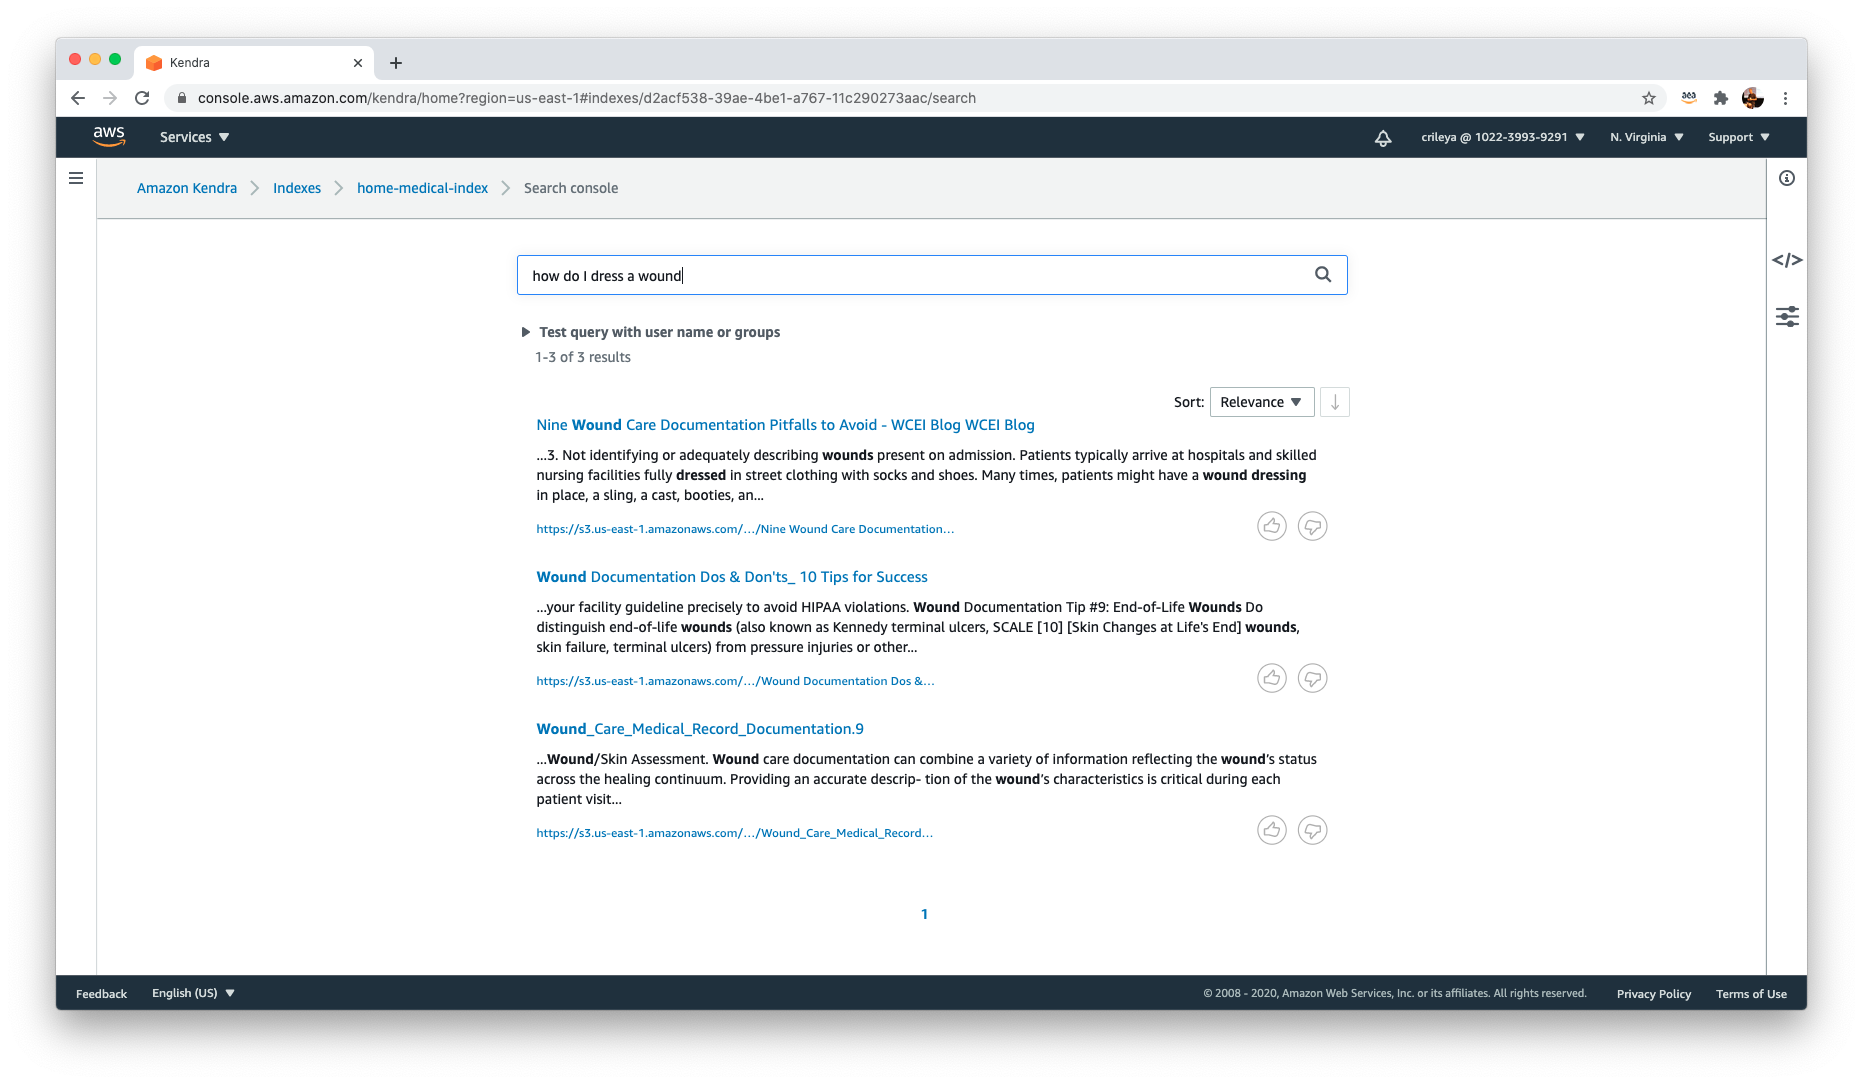 Kendra
console.aws.amazon.com/kendra/home?region=us-east-1#indexes/d2acf538-39ae-4be1-a767-11c290273aac/search
aws
Services
crileya @ 1022-3993-9291
N. Virginia
Support
Amazon Kendra
Indexes
home-medical-index
Search console
how do I dress a wound
</>
Test query with user name or groups
1-3 of 3 results
Sort:
Relevance
Nine Wound Care Documentation Pitfalls to Avoid - WCEI Blog WCEI Blog
...3. Not identifying or adequately describing wounds present on admission. Patients typically arrive at hospitals and skilled
nursing facilities fully dressed in street clothing with socks and shoes. Many times, patients might have a wound dressing
in place, a sling, a cast, booties, an...
https://s3.us-east-1.amazonaws.com/.../Nine Wound Care Documentation...
Wound Documentation Dos & Don'ts_ 10 Tips for Success
...your facility guideline precisely to avoid HIPAA violations. Wound Documentation Tip #9: End-of-Life Wounds Do
distinguish end-of-life wounds (also known as Kennedy terminal ulcers, SCALE [10] [Skin Changes at Life's End] wounds,
skin failure, terminal ulcers) from pressure injuries or other...
https://s3.us-east-1.amazonaws.com/.../Wound Documentation Dos &...
Wound_Care_Medical_Record_Documentation.9
...Wound/Skin Assessment. Wound care documentation can combine a variety of information reflecting the wound's status
across the healing continuum. Providing an accurate descrip- tion of the wound's characteristics is critical during each
patient visit...
https://s3.us-east-1.amazonaws.com/.../Wound_Care_Medical_Record...
1
Feedback
English (US)
© 2008 - 2020, Amazon Web Services, Inc. or its affiliates. All rights reserved.
Privacy Policy
Terms of Use